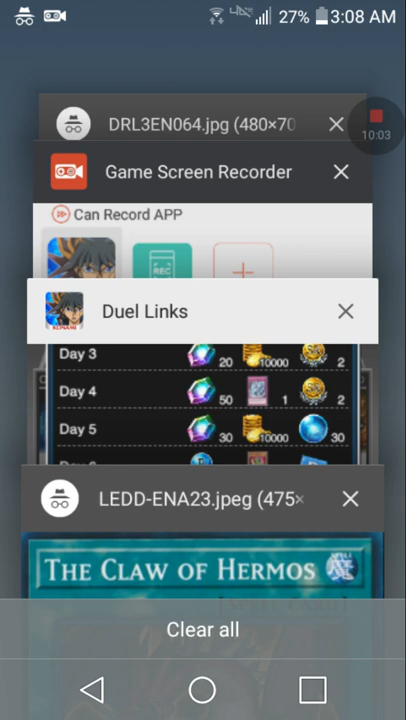 27% 3:08 AM
DRL3EN064.jpg (480×70
10:03
Game Screen Recorder
Can Record APP
REC
KONAMI
Duel Links
Day 3 20 10000 2
Day 4 50 1 2
Day 5 30 10000 30
LEDD-ENA23.jpeg (475×
THE CLAW OF HERMOS
Clear all